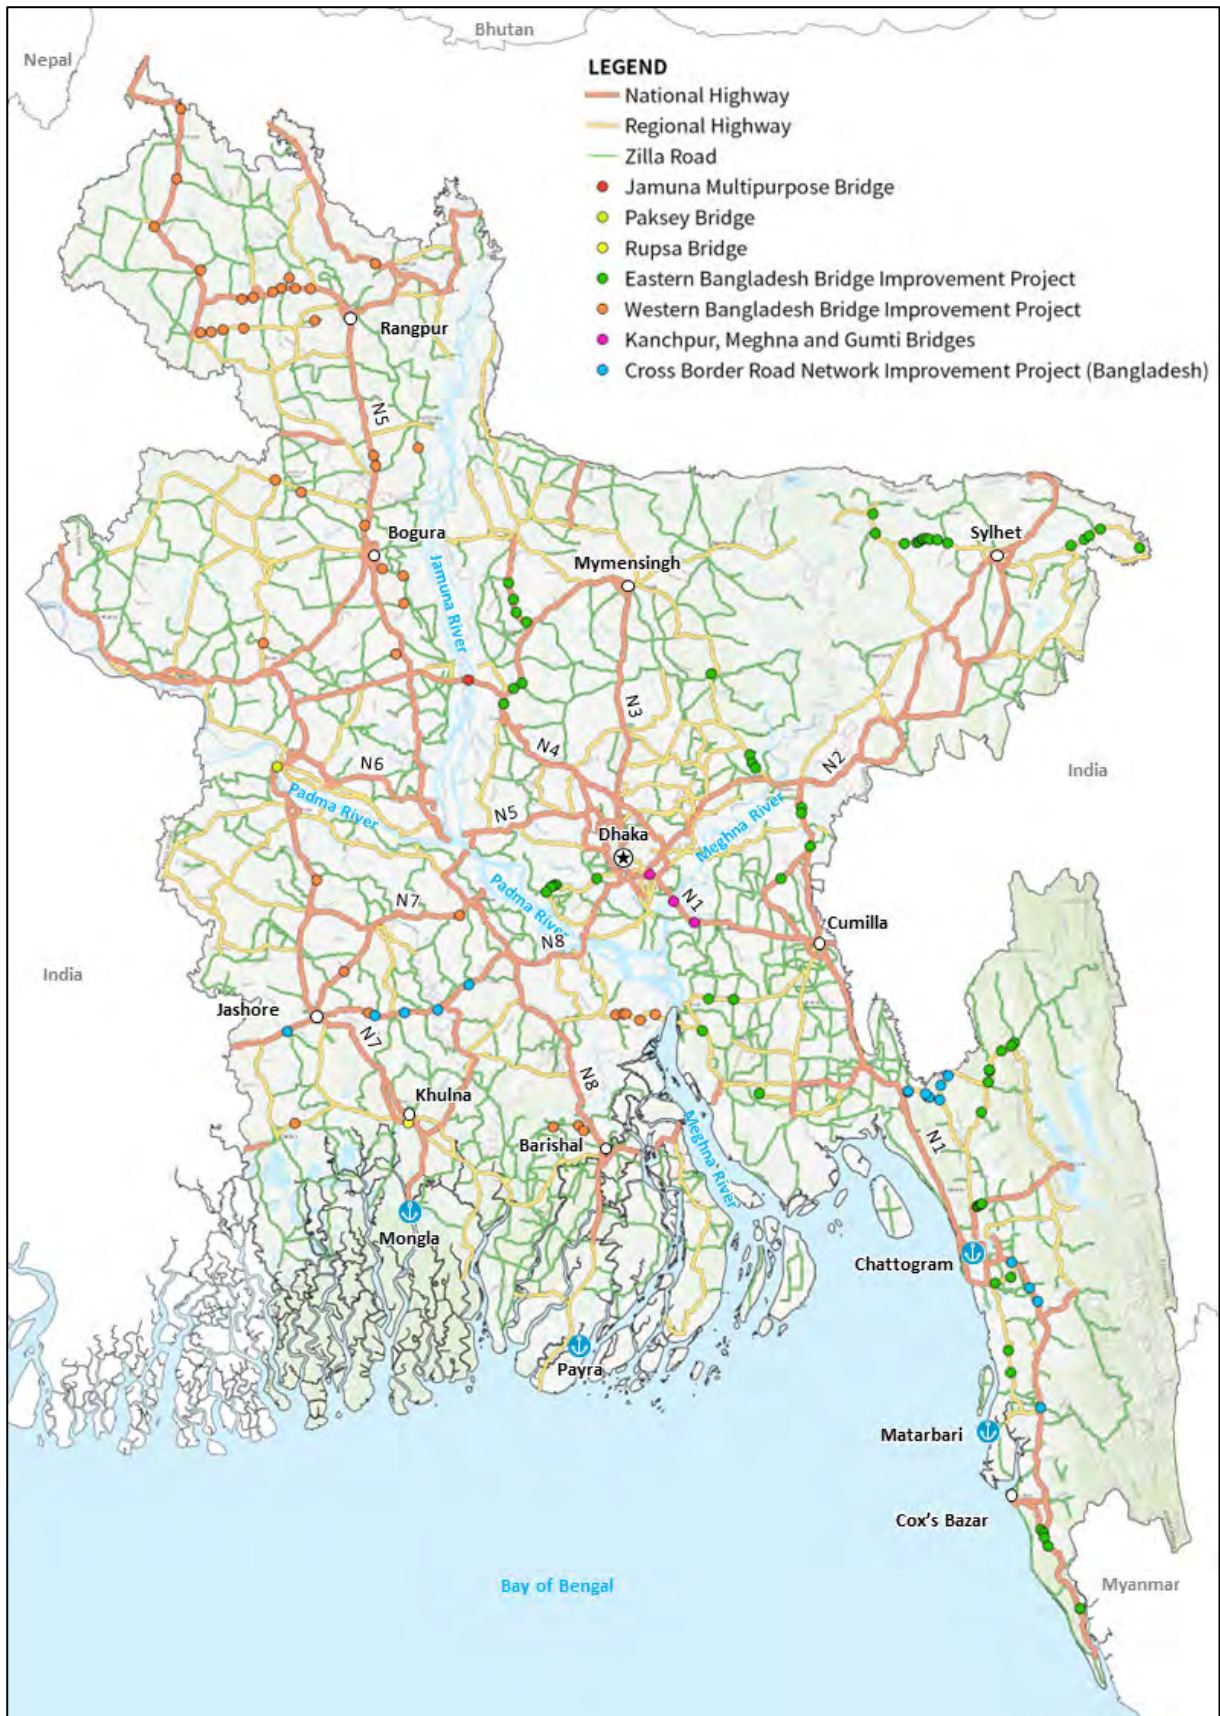 Bhutan
Nepal
LEGEND
National Highway
Regional Highway
Zilla Road
Jamuna Multipurpose Bridge
Paksey Bridge
Rupsa Bridge
Eastern Bangladesh Bridge Improvement Project
Western Bangladesh Bridge Improvement Project
Kanchpur, Meghna and Gumti Bridges
Cross Border Road Network Improvement Project (Bangladesh)
Rangpur
N5
Bogura
Sylhet
Mymensingh
Jamuna River
N3
N4
N6
N2
India
Padma River
N5
Dhaka
Meghna River
Padma River
N7
N1
Cumilla
N8
India
Jashore
N7
N8
Khulna
Meghna River
N1
Barishal
Mongla
Chattogram
Payra
Matarbari
Cox's Bazar
Bay of Bengal
Myanmar